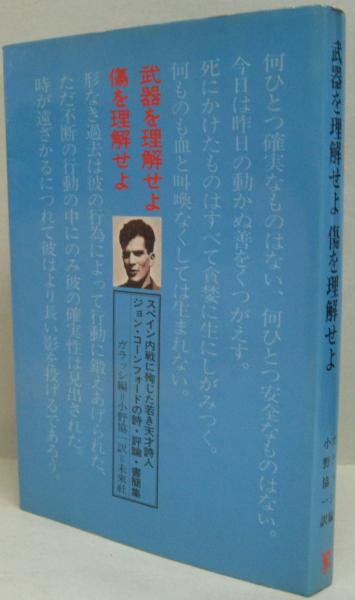 何ひとつ確実なものはない、何ひとつ安全なものはない。
今日は昨日の動かぬ善をくつがえす。
死にかけたものはすべて貪婪に生にしがみつく。
何ものも血と叫喚なくしては生まれない。
武器を理解せよ
傷を理解せよ
形なき過去は彼の行為によって行動に鍛えあげられた、
ただ不断の行動の中にのみ彼の確実性は見出された。
時が遠ざかるにつれて彼はより長い影を投げるであろう
スペイン内戦に殉じた若き天才詩人
ジョン・コーンフォードの詩・評論・書簡集
ガラッシ編=小野協一訳=未来社
武器を理解せよ 傷を理解せよ
編
小野協一訳